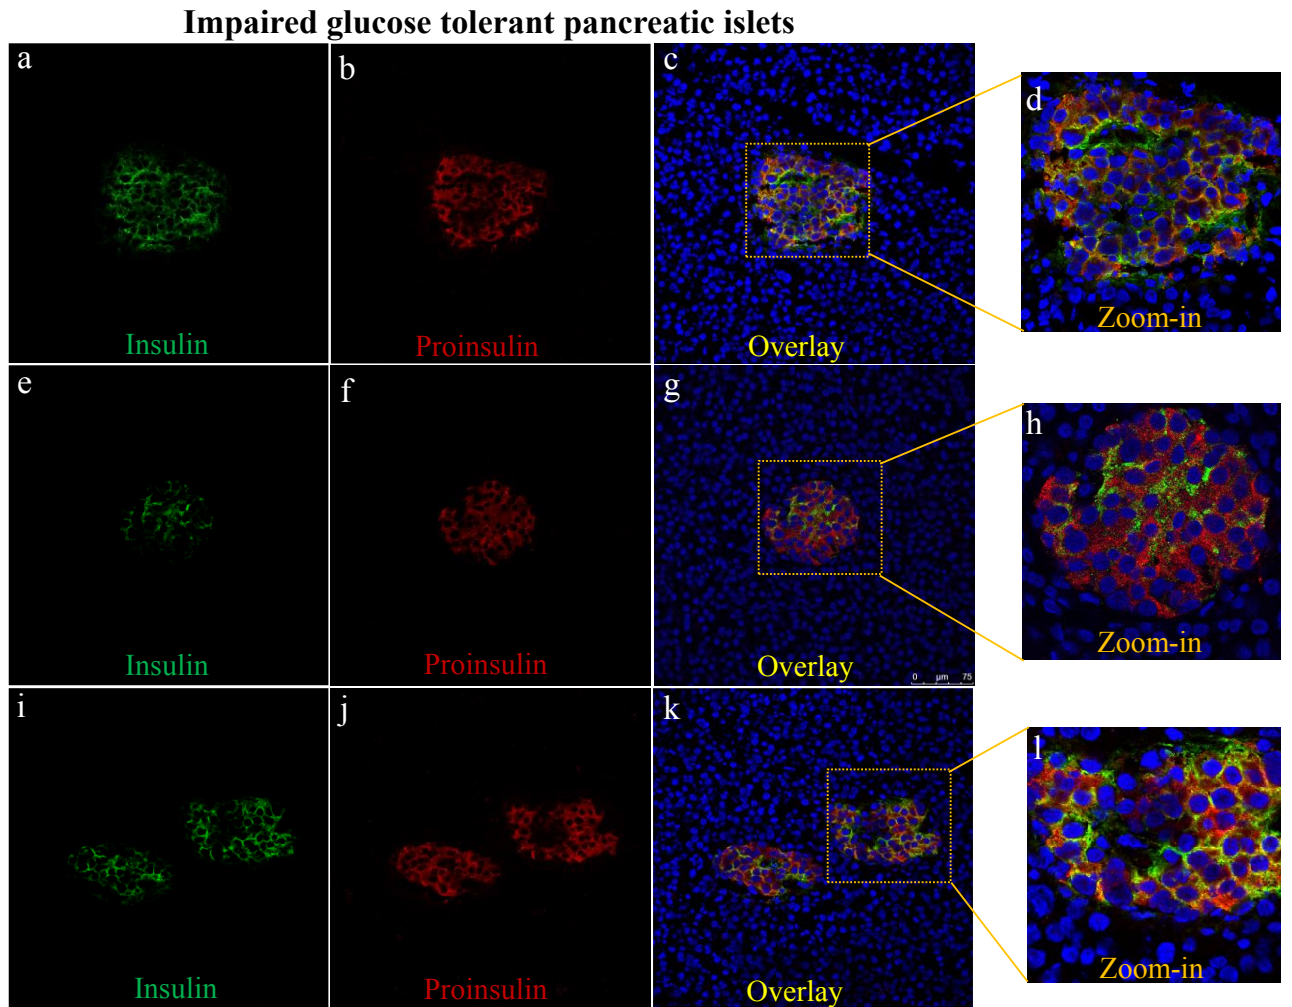 Impaired glucose tolerant pancreatic islets
a
b
c
d
Insulin
Proinsulin
Overlay
Zoom-in
e
f
g
h
Insulin
Proinsulin
Overlay
0 µm 75
Zoom-in
i
j
k
l
Insulin
Proinsulin
Overlay
Zoom-in